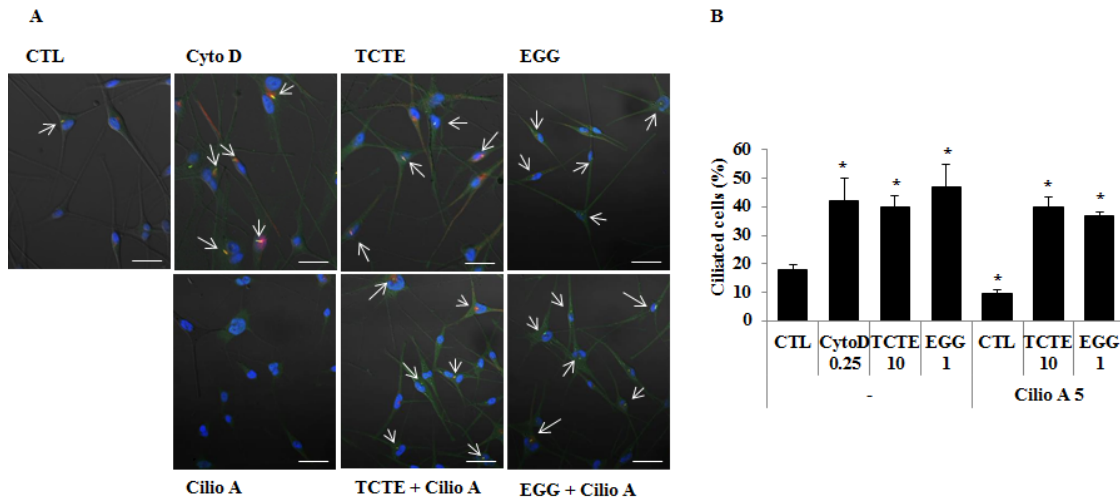 A
CTL Cyto D TCTE EGG
Cilio A TCTE + Cilio A EGG + Cilio A
B
Ciliated cells (%)
60
50
40
30
20
10
0
* * * * * *
CTL CytoD TCTE EGG CTL TCTE EGG
0.25 10 1 10 1
- Cilio A 5